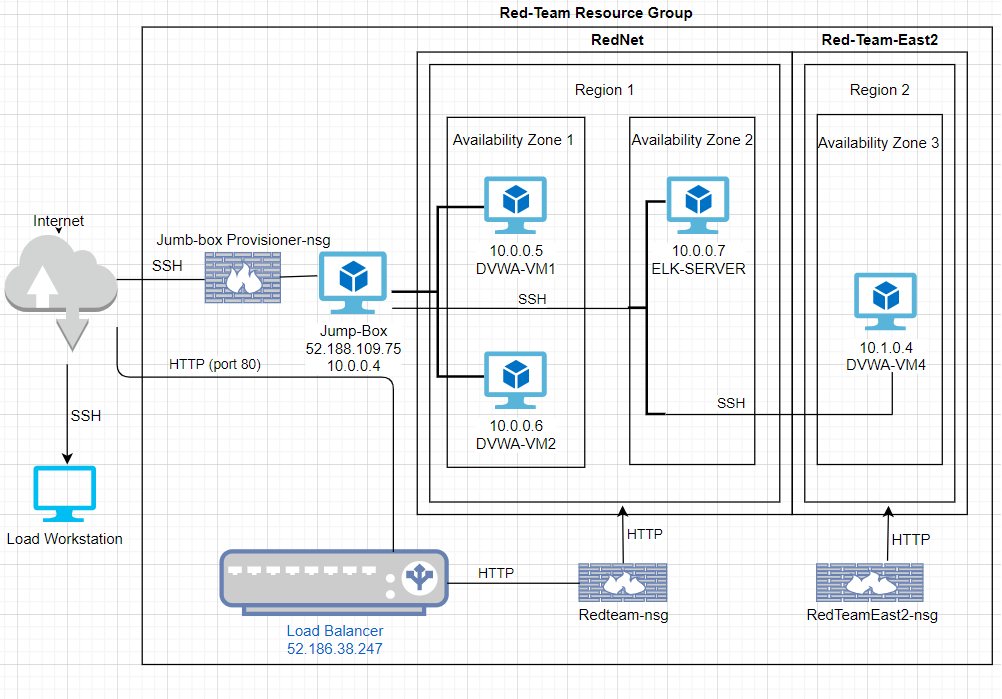 Red-Team Resource Group
RedNet
Red-Team-East2
Region 1
Region 2
Availability Zone 1
Availability Zone 2
Availability Zone 3
Internet
Jumb-box Provisioner-nsg
SSH
10.0.0.5
DVWA-VM1
10.0.0.7
ELK-SERVER
SSH
Jump-Box
52.188.109.75
10.0.0.4
10.1.0.4
DVWA-VM4
HTTP (port 80)
SSH
SSH
10.0.0.6
DVWA-VM2
Load Workstation
HTTP
HTTP
HTTP
Redteam-nsg
RedTeamEast2-nsg
Load Balancer
52.186.38.247